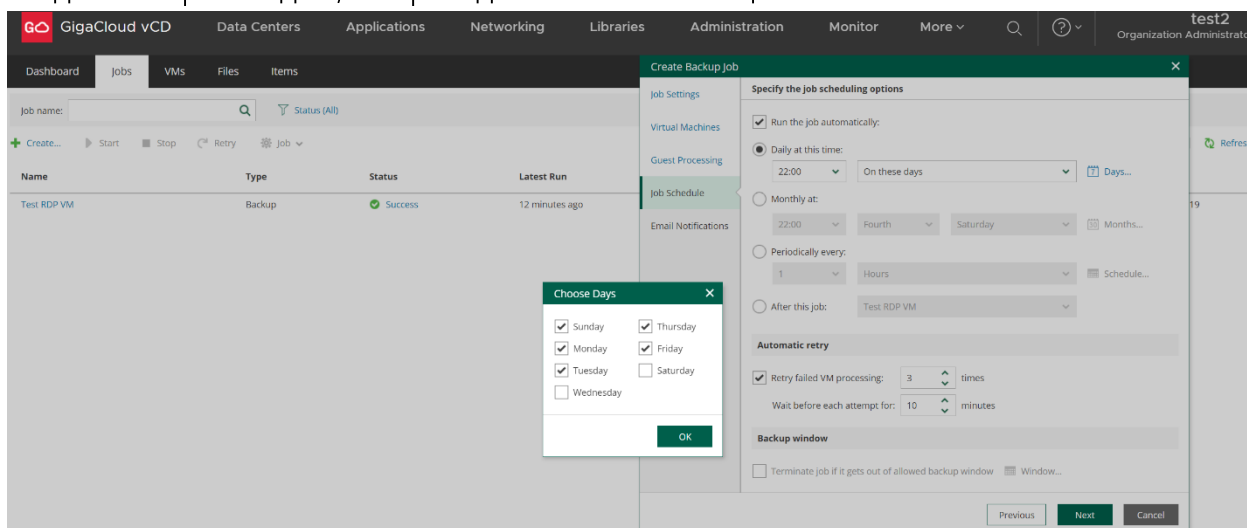 GigaCloud vCD Data Centers Applications Networking Libraries Administration Monitor More test2
Organization Administrato
Dashboard Jobs VMs Files Items
Job name: Status (All)
Create... Start Stop Retry Job Refres
Name Type Status Latest Run
Test RDP VM Backup Success 12 minutes ago 19
Create Backup Job
Job Settings
Virtual Machines
Guest Processing
Job Schedule
Email Notifications
Specify the job scheduling options
Run the job automatically:
Daily at this time:
22:00 On these days Days...
Monthly at:
22:00 Fourth Saturday Months...
Periodically every:
1 Hours Schedule...
After this job: Test RDP VM
Automatic retry
Retry failed VM processing: 3 times
Wait before each attempt for: 10 minutes
Backup window
Terminate job if it gets out of allowed backup window Window...
Previous Next Cancel
Choose Days
Sunday Thursday
Monday Friday
Tuesday Saturday
Wednesday
OK